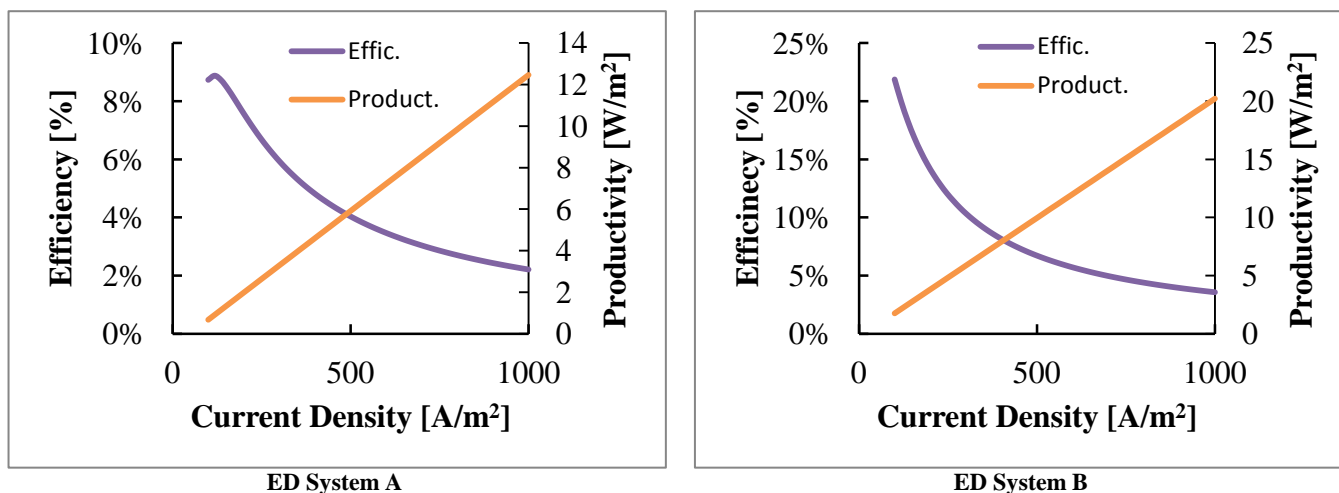 10%
8%
6%
4%
2%
0%
Efficiency [%]
Effic.
Product.
14
12
10
8
6
4
2
0
Productivity [W/m²]
0
500
1000
Current Density [A/m²]
ED System A
25%
20%
15%
10%
5%
0%
Efficinecy [%]
Effic.
Product.
25
20
15
10
5
0
Productivity [W/m²]
0
500
1000
Current Density [A/m²]
ED System B